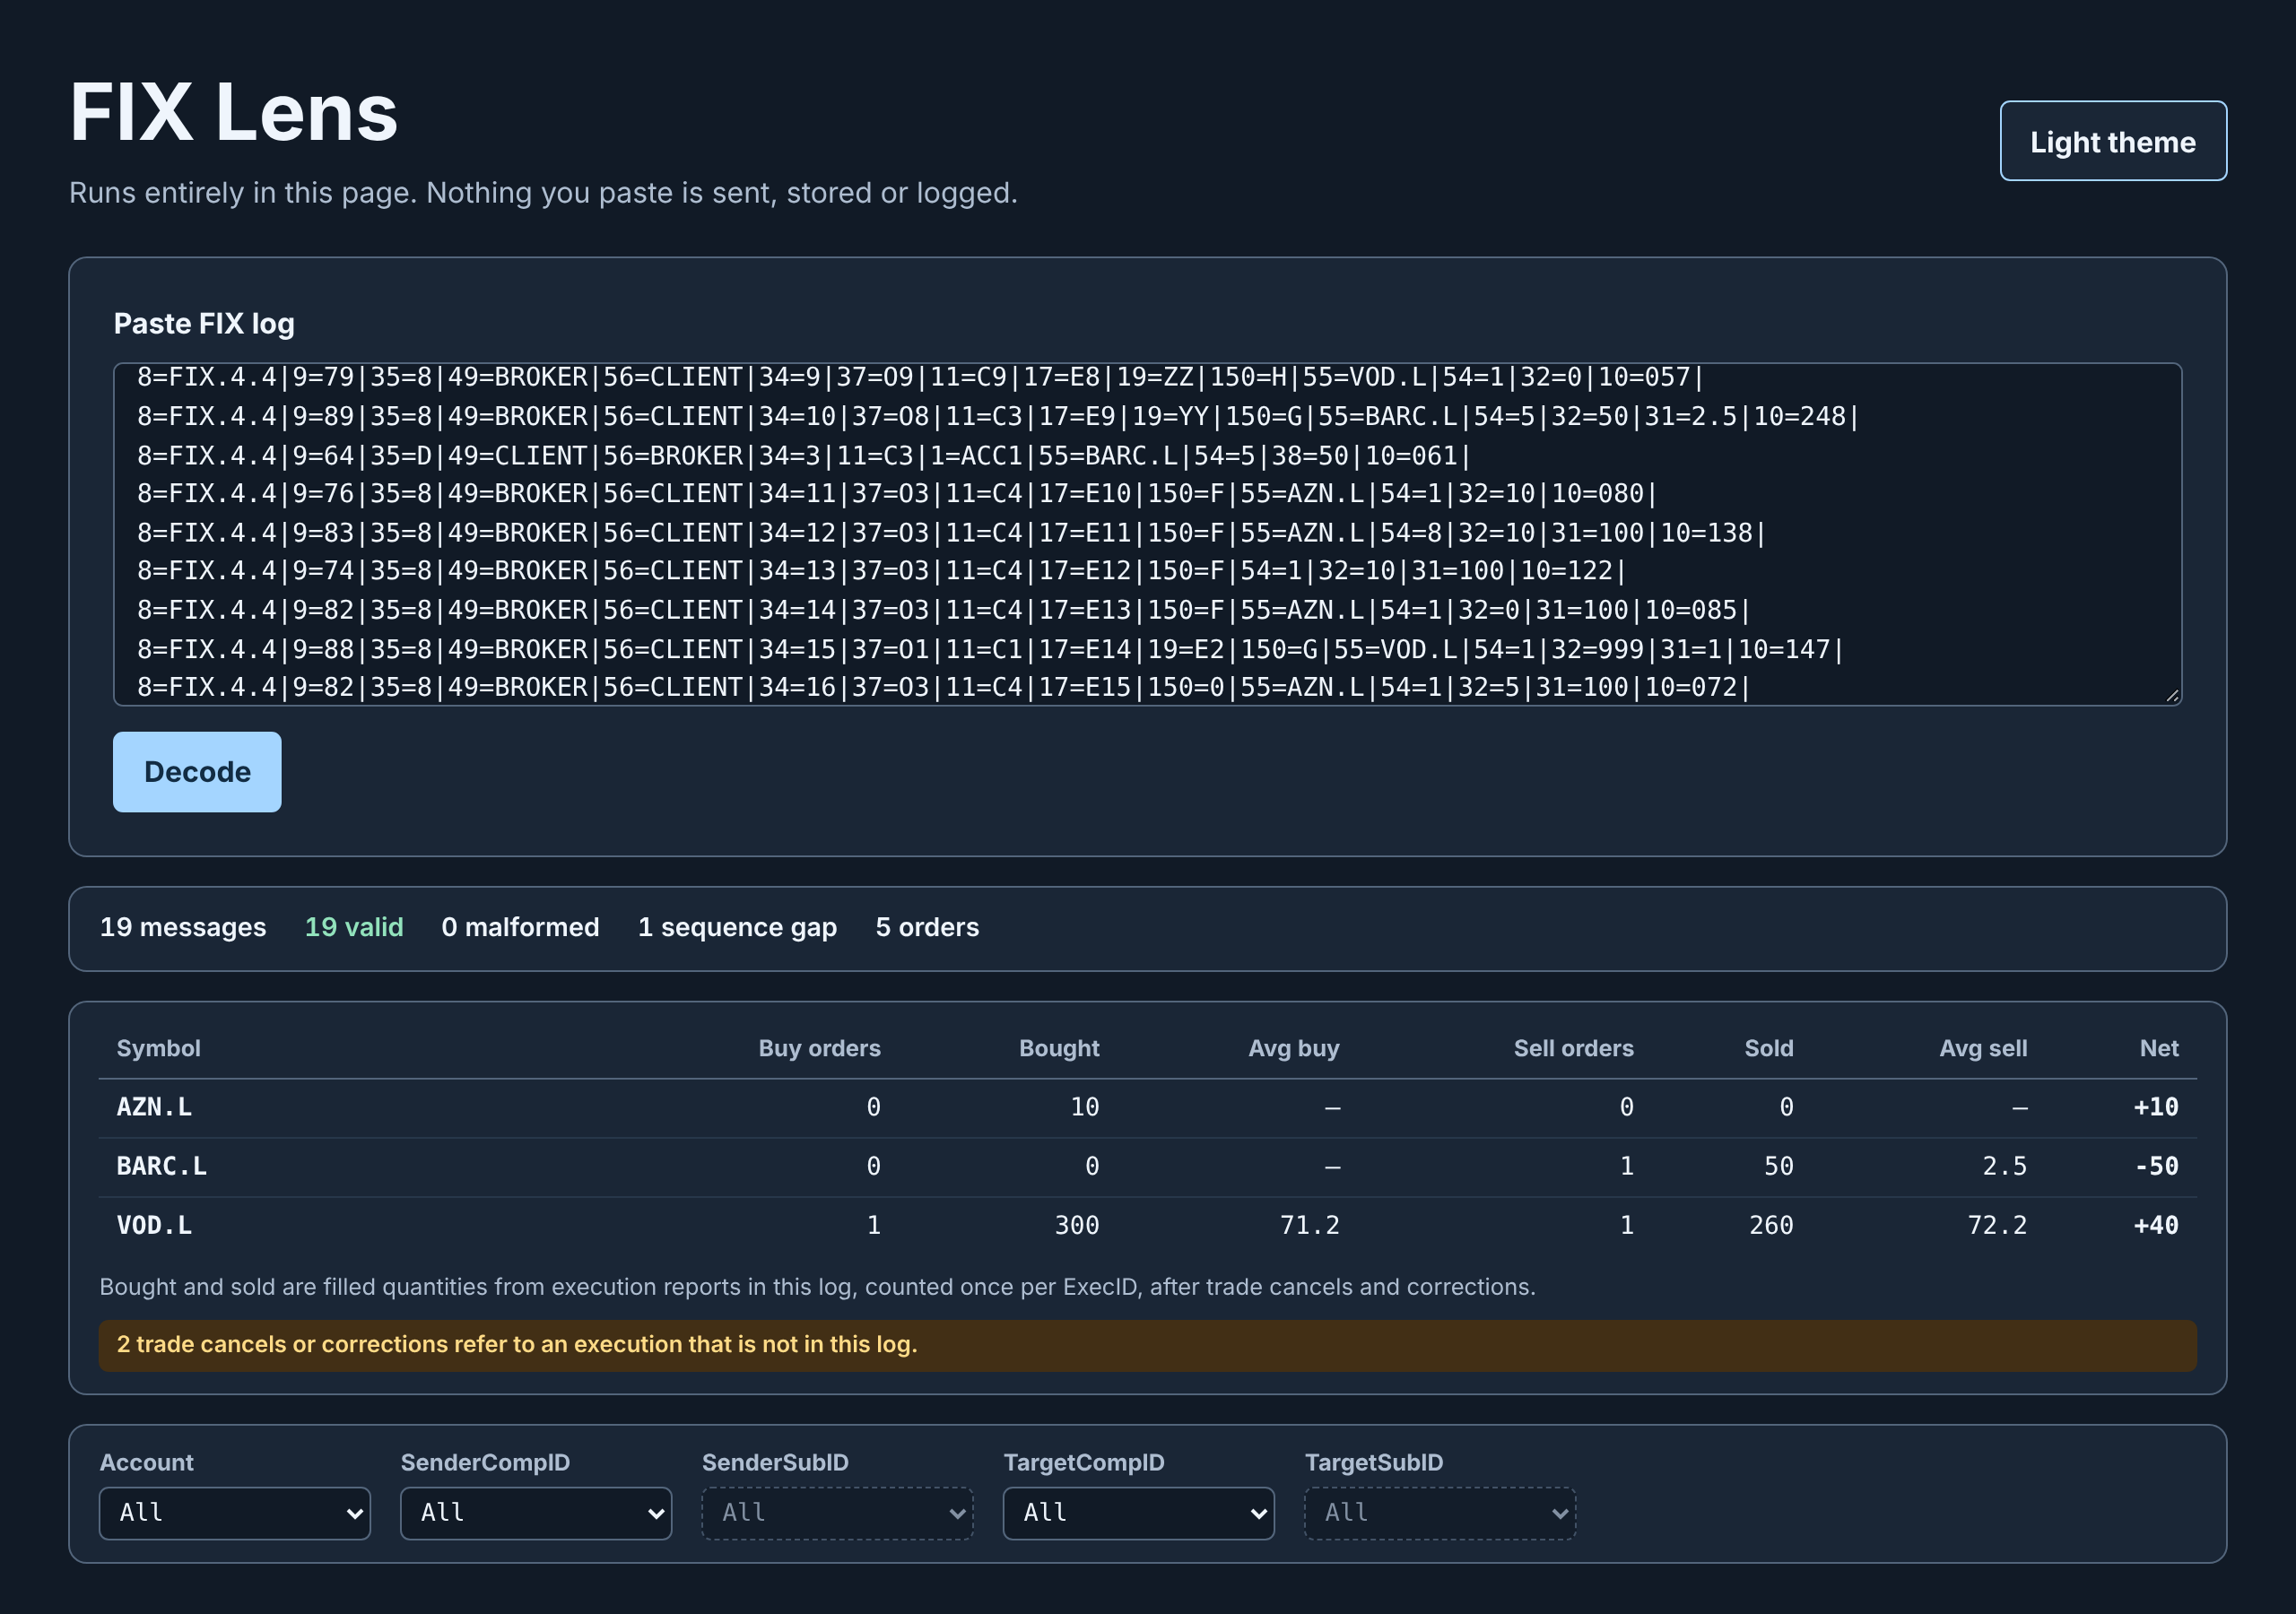 FIX Lens
Light theme
Runs entirely in this page. Nothing you paste is sent, stored or logged.
Paste FIX log
8=FIX.4.4|9=79|35=8|49=BROKER|56=CLIENT|34=9|37=O9|11=C9|17=E8|19=ZZ|150=H|55=VOD.L|54=1|32=0|10=057|
8=FIX.4.4|9=89|35=8|49=BROKER|56=CLIENT|34=10|37=O8|11=C3|17=E9|19=YY|150=G|55=BARC.L|54=5|32=50|31=2.5|10=248|
8=FIX.4.4|9=64|35=D|49=CLIENT|56=BROKER|34=3|11=C3|1=ACC1|55=BARC.L|54=5|38=50|10=061|
8=FIX.4.4|9=76|35=8|49=BROKER|56=CLIENT|34=11|37=O3|11=C4|17=E10|150=F|55=AZN.L|54=1|32=10|10=080|
8=FIX.4.4|9=83|35=8|49=BROKER|56=CLIENT|34=12|37=O3|11=C4|17=E11|150=F|55=AZN.L|54=8|32=10|31=100|10=138|
8=FIX.4.4|9=74|35=8|49=BROKER|56=CLIENT|34=13|37=O3|11=C4|17=E12|150=F|54=1|32=10|31=100|10=122|
8=FIX.4.4|9=82|35=8|49=BROKER|56=CLIENT|34=14|37=O3|11=C4|17=E13|150=F|55=AZN.L|54=1|32=0|31=100|10=085|
8=FIX.4.4|9=88|35=8|49=BROKER|56=CLIENT|34=15|37=O1|11=C1|17=E14|19=E2|150=G|55=VOD.L|54=1|32=999|31=1|10=147|
8=FIX.4.4|9=82|35=8|49=BROKER|56=CLIENT|34=16|37=O3|11=C4|17=E15|150=0|55=AZN.L|54=1|32=5|31=100|10=072|
Decode
19 messages 19 valid 0 malformed 1 sequence gap 5 orders
Symbol Buy orders Bought Avg buy Sell orders Sold Avg sell Net
AZN.L 0 10 — 0 0 — +10
BARC.L 0 0 — 1 50 2.5 -50
VOD.L 1 300 71.2 1 260 72.2 +40
Bought and sold are filled quantities from execution reports in this log, counted once per ExecID, after trade cancels and corrections.
2 trade cancels or corrections refer to an execution that is not in this log.
Account SenderCompID SenderSubID TargetCompID TargetSubID
All All All All All